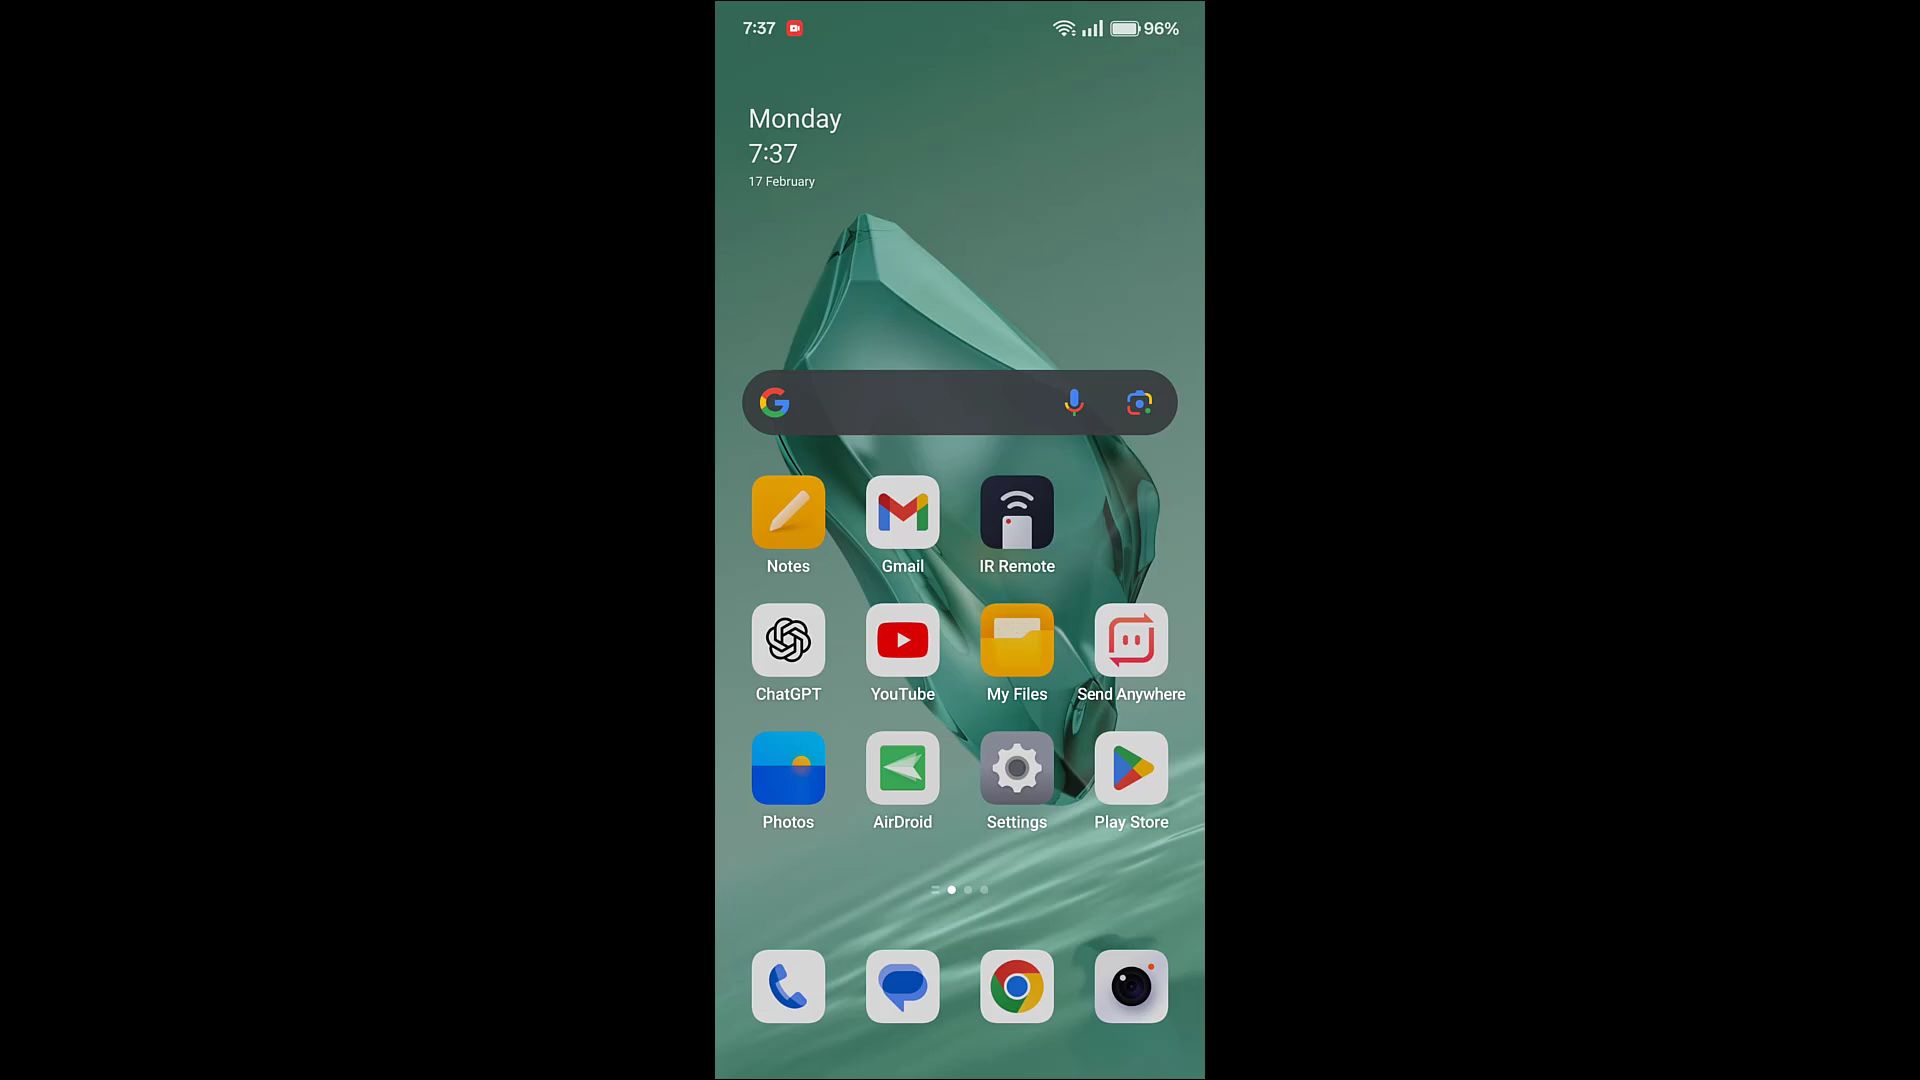 7:37
96%
Monday
7:37
17 February
Notes
Gmail
IR Remote
ChatGPT
YouTube
My Files
Send Anywhere
Photos
AirDroid
Settings
Play Store